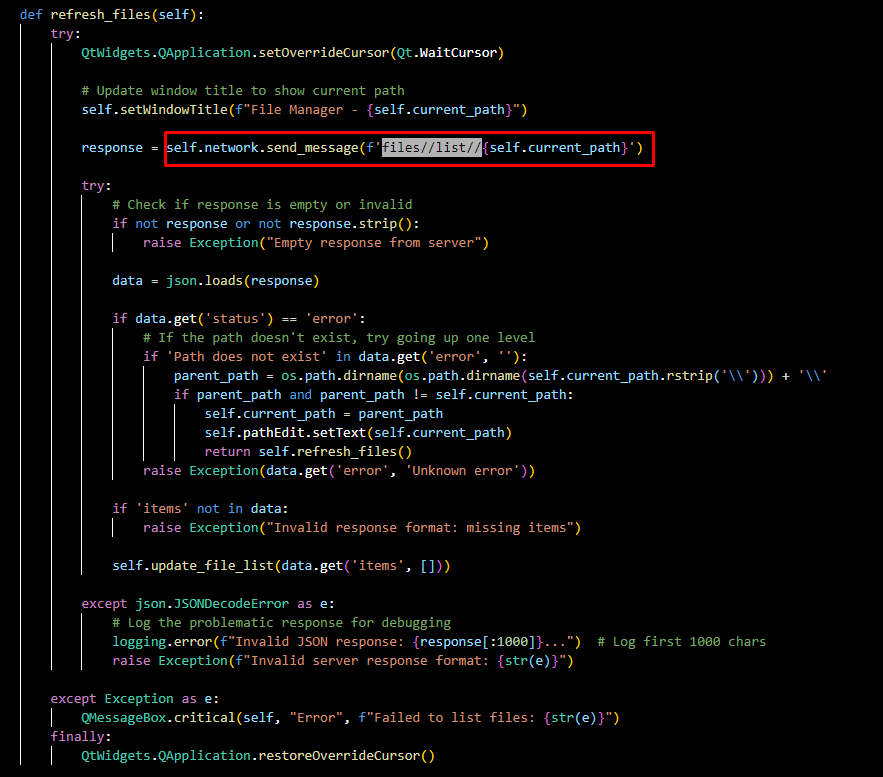 def refresh_files(self):
try:
QtWidgets.QApplication.setOverrideCursor(Qt.WaitCursor)
# Update window title to show current path
self.setWindowTitle(f"File Manager - {self.current_path}")
response = self.network.send_message(f'files//list//{self.current_path}')
try:
# Check if response is empty or invalid
if not response or not response.strip():
raise Exception("Empty response from server")
data = json.loads(response)
if data.get('status') == 'error':
# If the path doesn't exist, try going up one level
if 'Path does not exist' in data.get('error', ''):
parent_path = os.path.dirname(os.path.dirname(self.current_path.rstrip('\\'))) + '\\'
if parent_path and parent_path != self.current_path:
self.current_path = parent_path
self.pathEdit.setText(self.current_path)
return self.refresh_files()
raise Exception(data.get('error', 'Unknown error'))
if 'items' not in data:
raise Exception("Invalid response format: missing items")
self.update_file_list(data.get('items', []))
except json.JSONDecodeError as e:
# Log the problematic response for debugging
logging.error(f"Invalid JSON response: {response[:1000]}...")  # Log first 1000 chars
raise Exception(f"Invalid server response format: {str(e)}")
except Exception as e:
QMessageBox.critical(self, "Error", f"Failed to list files: {str(e)}")
finally:
QtWidgets.QApplication.restoreOverrideCursor()